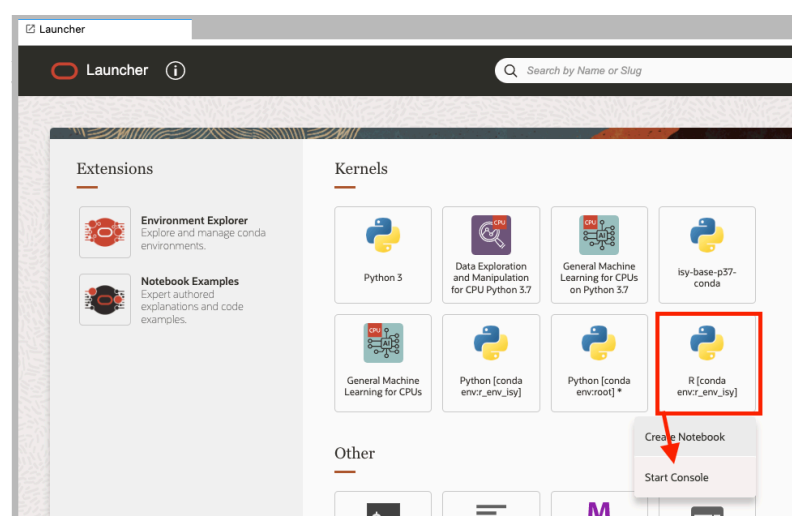 Launcher
Launcher
i
Search by Name or Slug
Extensions
Environment Explorer
Explore and manage conda
environments.
Notebook Examples
Expert authored
explanations and code
examples.
Kernels
Python 3
CPU
Data Exploration
and Manipulation
for CPU Python 3.7
CPU
AI
General Machine
Learning for CPUs
on Python 3.7
isy-base-p37-
conda
CPU
AI
General Machine
Learning for CPUs
Python [conda
env:r_env_isy]
Python [conda
env:root] *
R [conda
env:r_env_isy]
Create Notebook
Start Console
Other
M